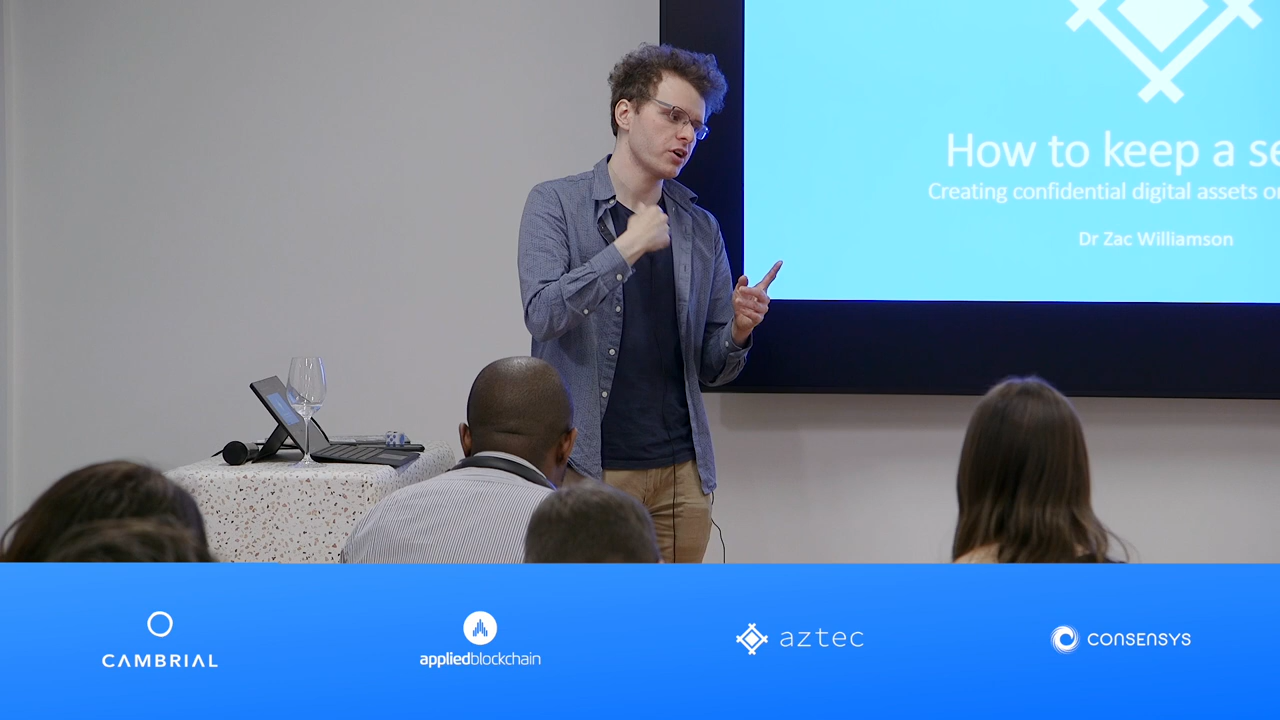 How to keep a se
Creating confidential digital assets o
Dr Zac Williamson
CAMBRIAL
appliedblockchain
aztec
CONSENSYS